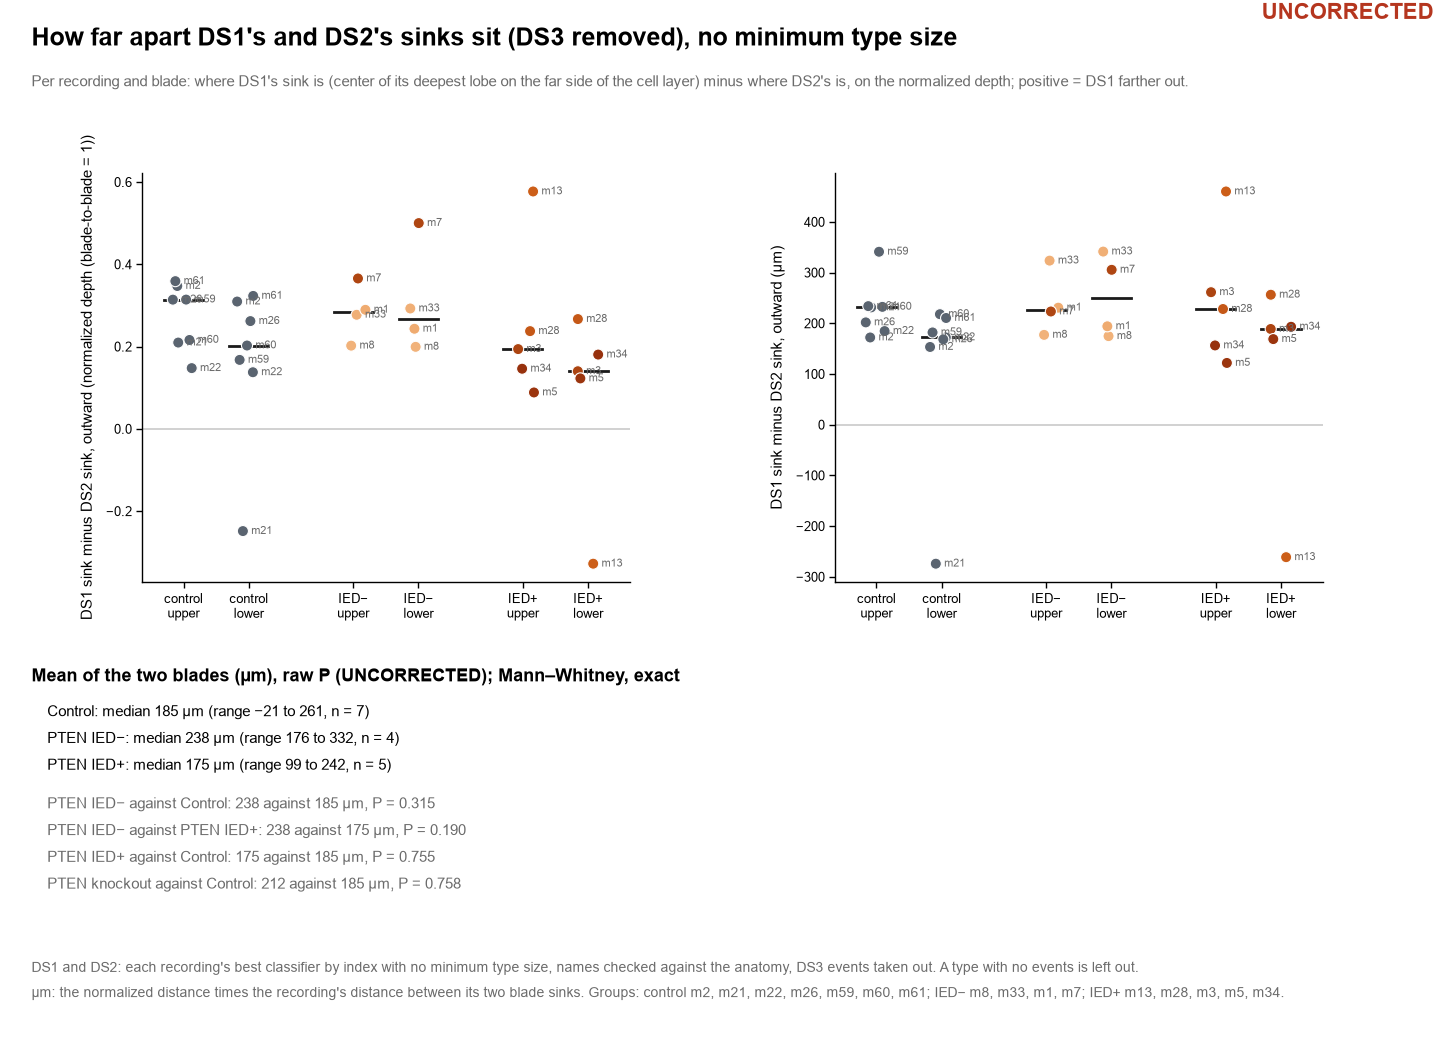 UNCORRECTED
How far apart DS1's and DS2's sinks sit (DS3 removed), no minimum type size
Per recording and blade: where DS1's sink is (center of its deepest lobe on the far side of the cell layer) minus where DS2's is, on the normalized depth; positive = DS1 farther out.
DS1 sink minus DS2 sink, outward (normalized depth (blade-to-blade = 1))
0.6
0.4
0.2
0.0
−0.2
m61
m2
m59
m60
m21
m22
m61
m2
m26
m60
m59
m22
m21
m7
m1
m33
m8
m7
m33
m1
m8
m13
m28
m3
m34
m5
m28
m34
m3
m5
m13
control upper
control lower
IED− upper
IED− lower
IED+ upper
IED+ lower
DS1 sink minus DS2 sink, outward (µm)
400
300
200
100
0
−100
−200
−300
m59
m60
m26
m22
m2
m60
m61
m59
m2
m21
m33
m1
m7
m8
m33
m7
m1
m8
m13
m3
m28
m34
m5
m28
m34
m5
m13
control upper
control lower
IED− upper
IED− lower
IED+ upper
IED+ lower
Mean of the two blades (µm), raw P (UNCORRECTED); Mann–Whitney, exact
Control: median 185 µm (range −21 to 261, n = 7)
PTEN IED−: median 238 µm (range 176 to 332, n = 4)
PTEN IED+: median 175 µm (range 99 to 242, n = 5)
PTEN IED− against Control: 238 against 185 µm, P = 0.315
PTEN IED− against PTEN IED+: 238 against 175 µm, P = 0.190
PTEN IED+ against Control: 175 against 185 µm, P = 0.755
PTEN knockout against Control: 212 against 185 µm, P = 0.758
DS1 and DS2: each recording's best classifier by index with no minimum type size, names checked against the anatomy, DS3 events taken out. A type with no events is left out.
µm: the normalized distance times the recording's distance between its two blade sinks. Groups: control m2, m21, m22, m26, m59, m60, m61; IED− m8, m33, m1, m7; IED+ m13, m28, m3, m5, m34.